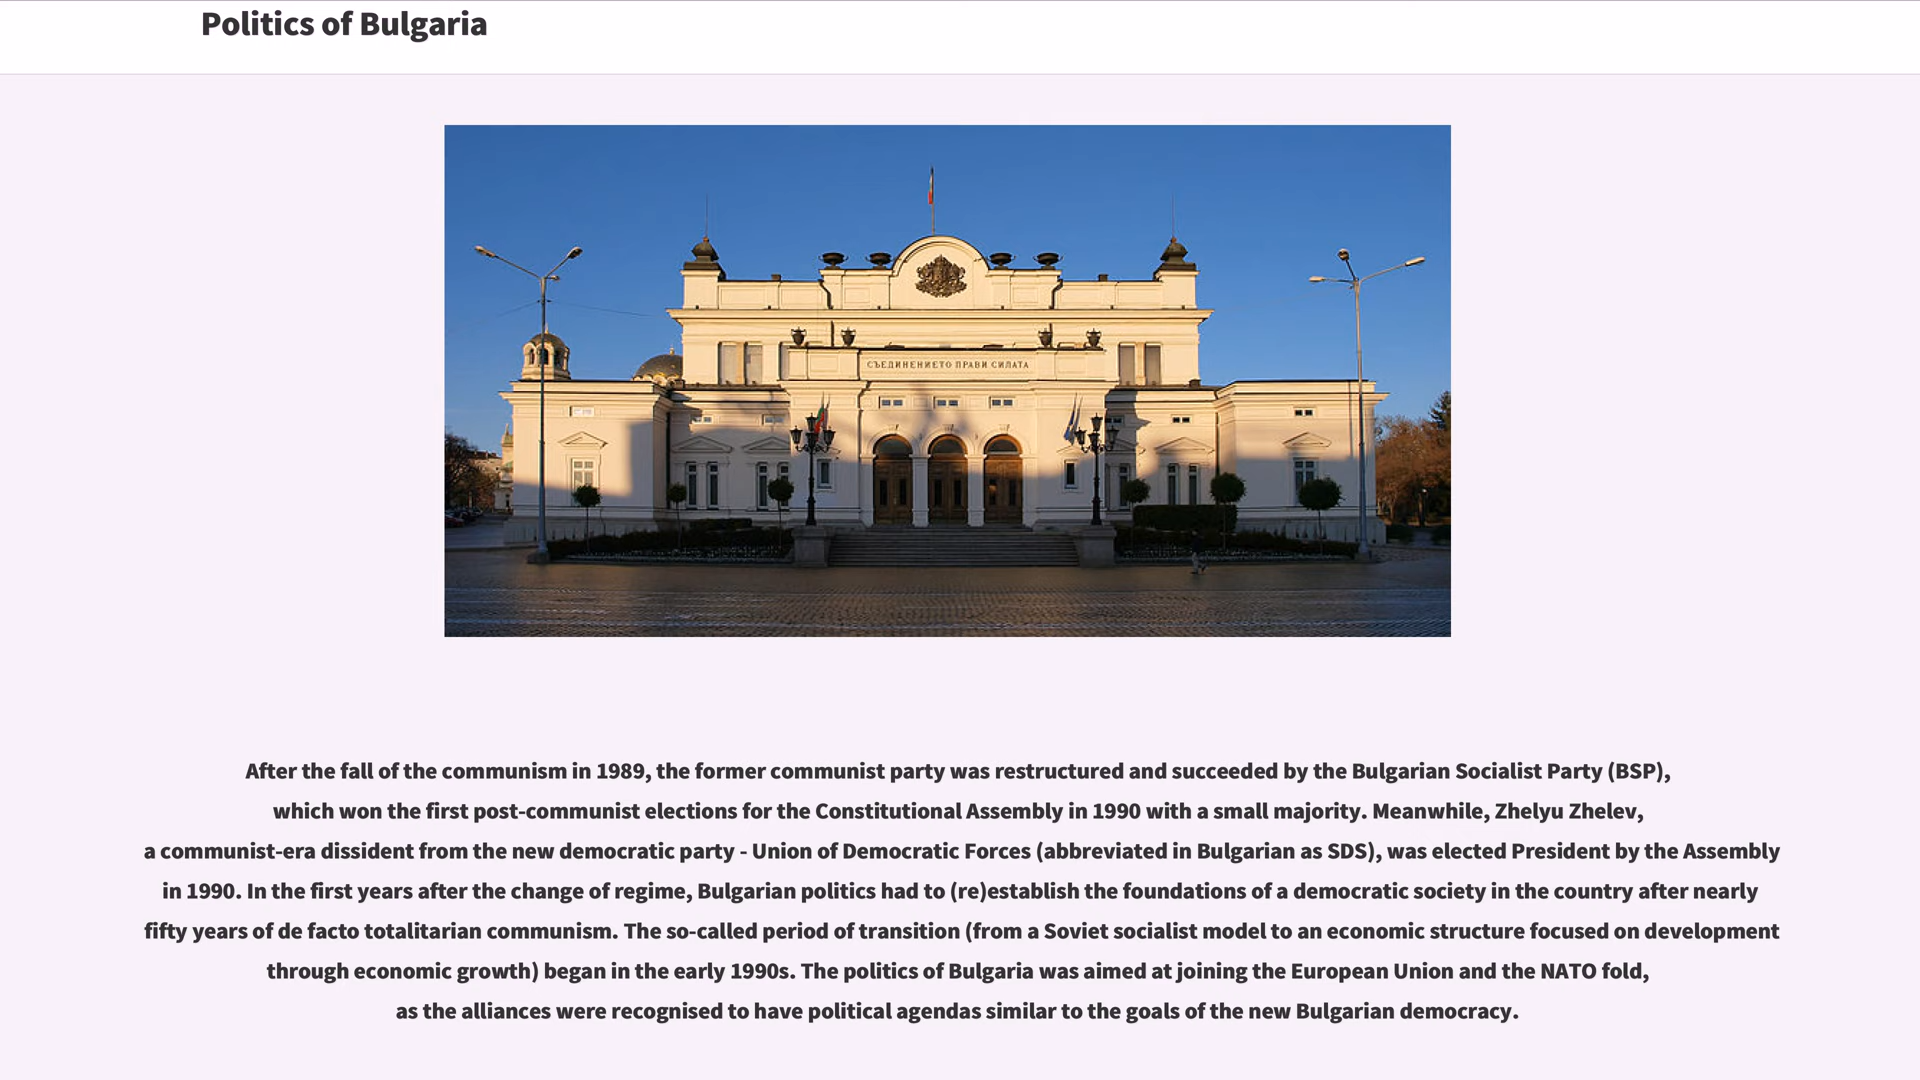 Politics of Bulgaria
СЪЕДИНЕНИЕТО ПРАВИ СИЛАТА
After the fall of the communism in 1989, the former communist party was restructured and succeeded by the Bulgarian Socialist Party (BSP),
which won the first post-communist elections for the Constitutional Assembly in 1990 with a small majority. Meanwhile, Zhelyu Zhelev,
a communist-era dissident from the new democratic party - Union of Democratic Forces (abbreviated in Bulgarian as SDS), was elected President by the Assembly
in 1990. In the first years after the change of regime, Bulgarian politics had to (re)establish the foundations of a democratic society in the country after nearly
fifty years of de facto totalitarian communism. The so-called period of transition (from a Soviet socialist model to an economic structure focused on development
through economic growth) began in the early 1990s. The politics of Bulgaria was aimed at joining the European Union and the NATO fold,
as the alliances were recognised to have political agendas similar to the goals of the new Bulgarian democracy.